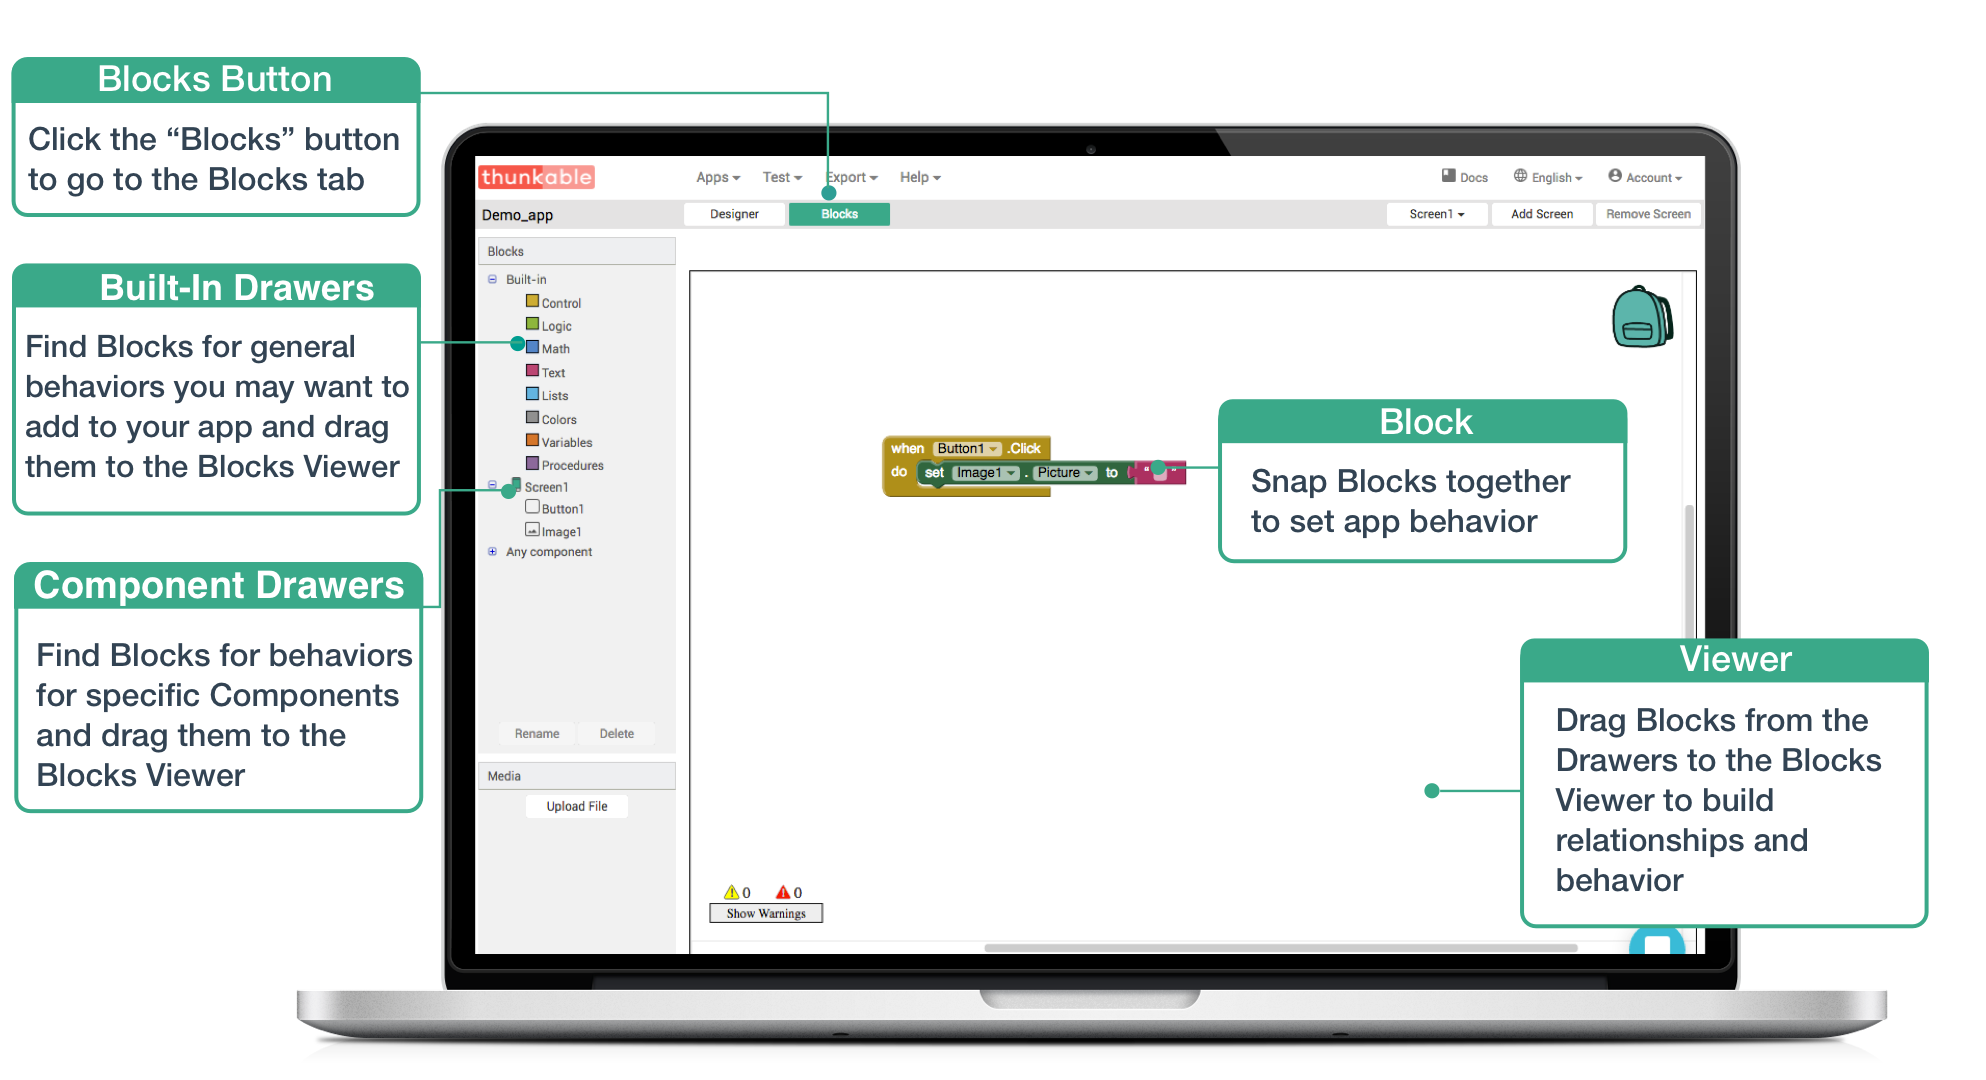 Blocks Button
Click the “Blocks” button
to go to the Blocks tab
Built-In Drawers
Find Blocks for general
behaviors you may want to
add to your app and drag
them to the Blocks Viewer
Component Drawers
Find Blocks for behaviors
for specific Components
and drag them to the
Blocks Viewer
thunkable
Apps Test Export Help
Docs English Account
Demo_app
Designer Blocks
Screen1 Add Screen Remove Screen
Blocks
Built-in
Control
Logic
Math
Text
Lists
Colors
Variables
Procedures
Screen1
Button1
Image1
Any component
Rename Delete
Media
Upload File
when Button1 .Click
do set Image1 . Picture to " "
0 0
Show Warnings
Block
Snap Blocks together
to set app behavior
Viewer
Drag Blocks from the
Drawers to the Blocks
Viewer to build
relationships and
behavior